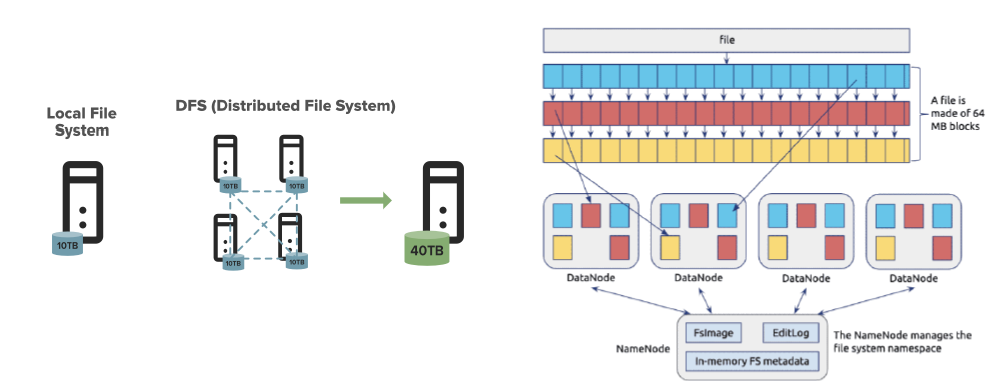 Local File
System
10TB
DFS (Distributed File System)
10TB
10TB
10TB
10TB
40TB
file
A file is
made of 64
MB blocks
DataNode
DataNode
DataNode
DataNode
NameNode
FsImage
EditLog
In-memory FS metadata
The NameNode manages the
file system namespace